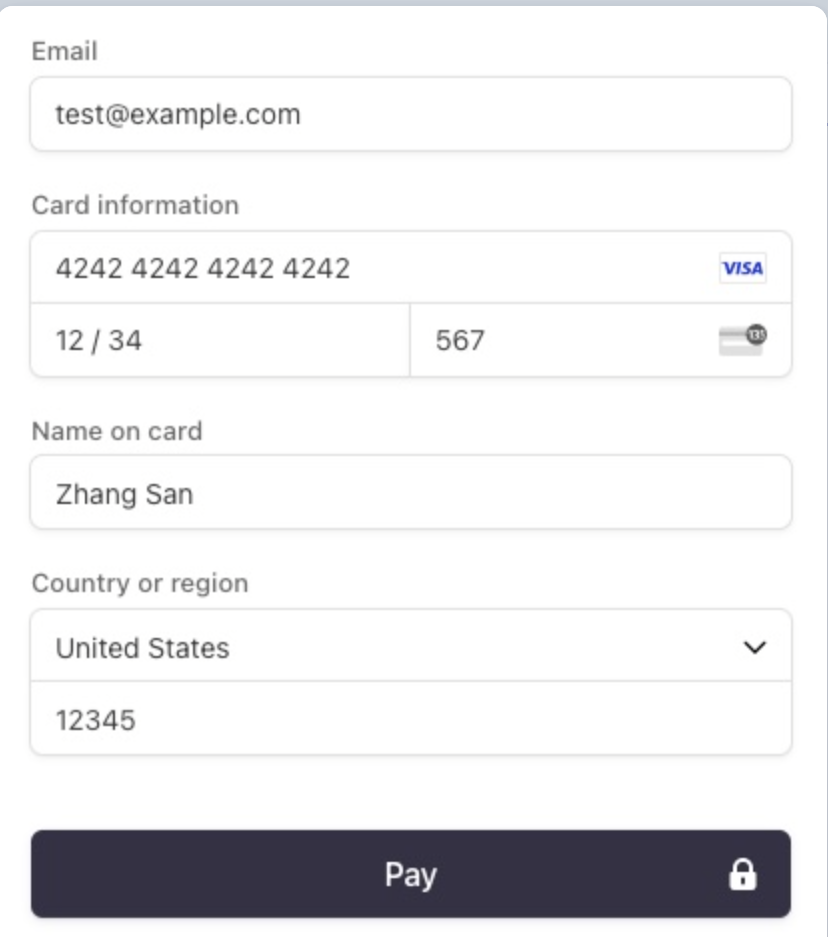 Email
test@example.com
Card information
4242 4242 4242 4242 VISA
12 / 34 567 135
Name on card
Zhang San
Country or region
United States
12345
Pay